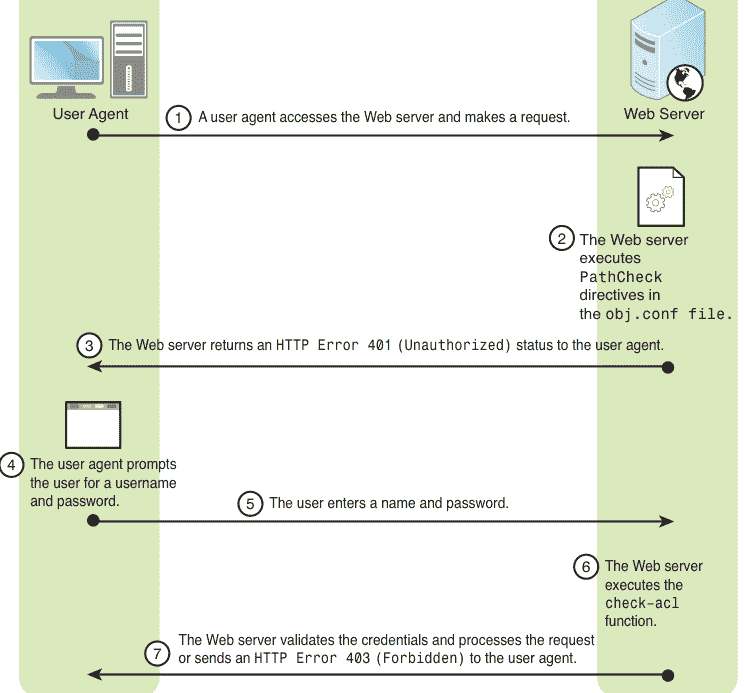 User Agent
Web Server
1 A user agent accesses the Web server and makes a request.
2 The Web server
executes
PathCheck
directives in
the obj.conf file.
3 The Web server returns an HTTP Error 401 (Unauthorized) status to the user agent.
4 The user agent prompts
the user for a username
and password.
5 The user enters a name and password.
6 The Web server
executes the
check-acl
function.
7 The Web server validates the credentials and processes the request
or sends an HTTP Error 403 (Forbidden) to the user agent.